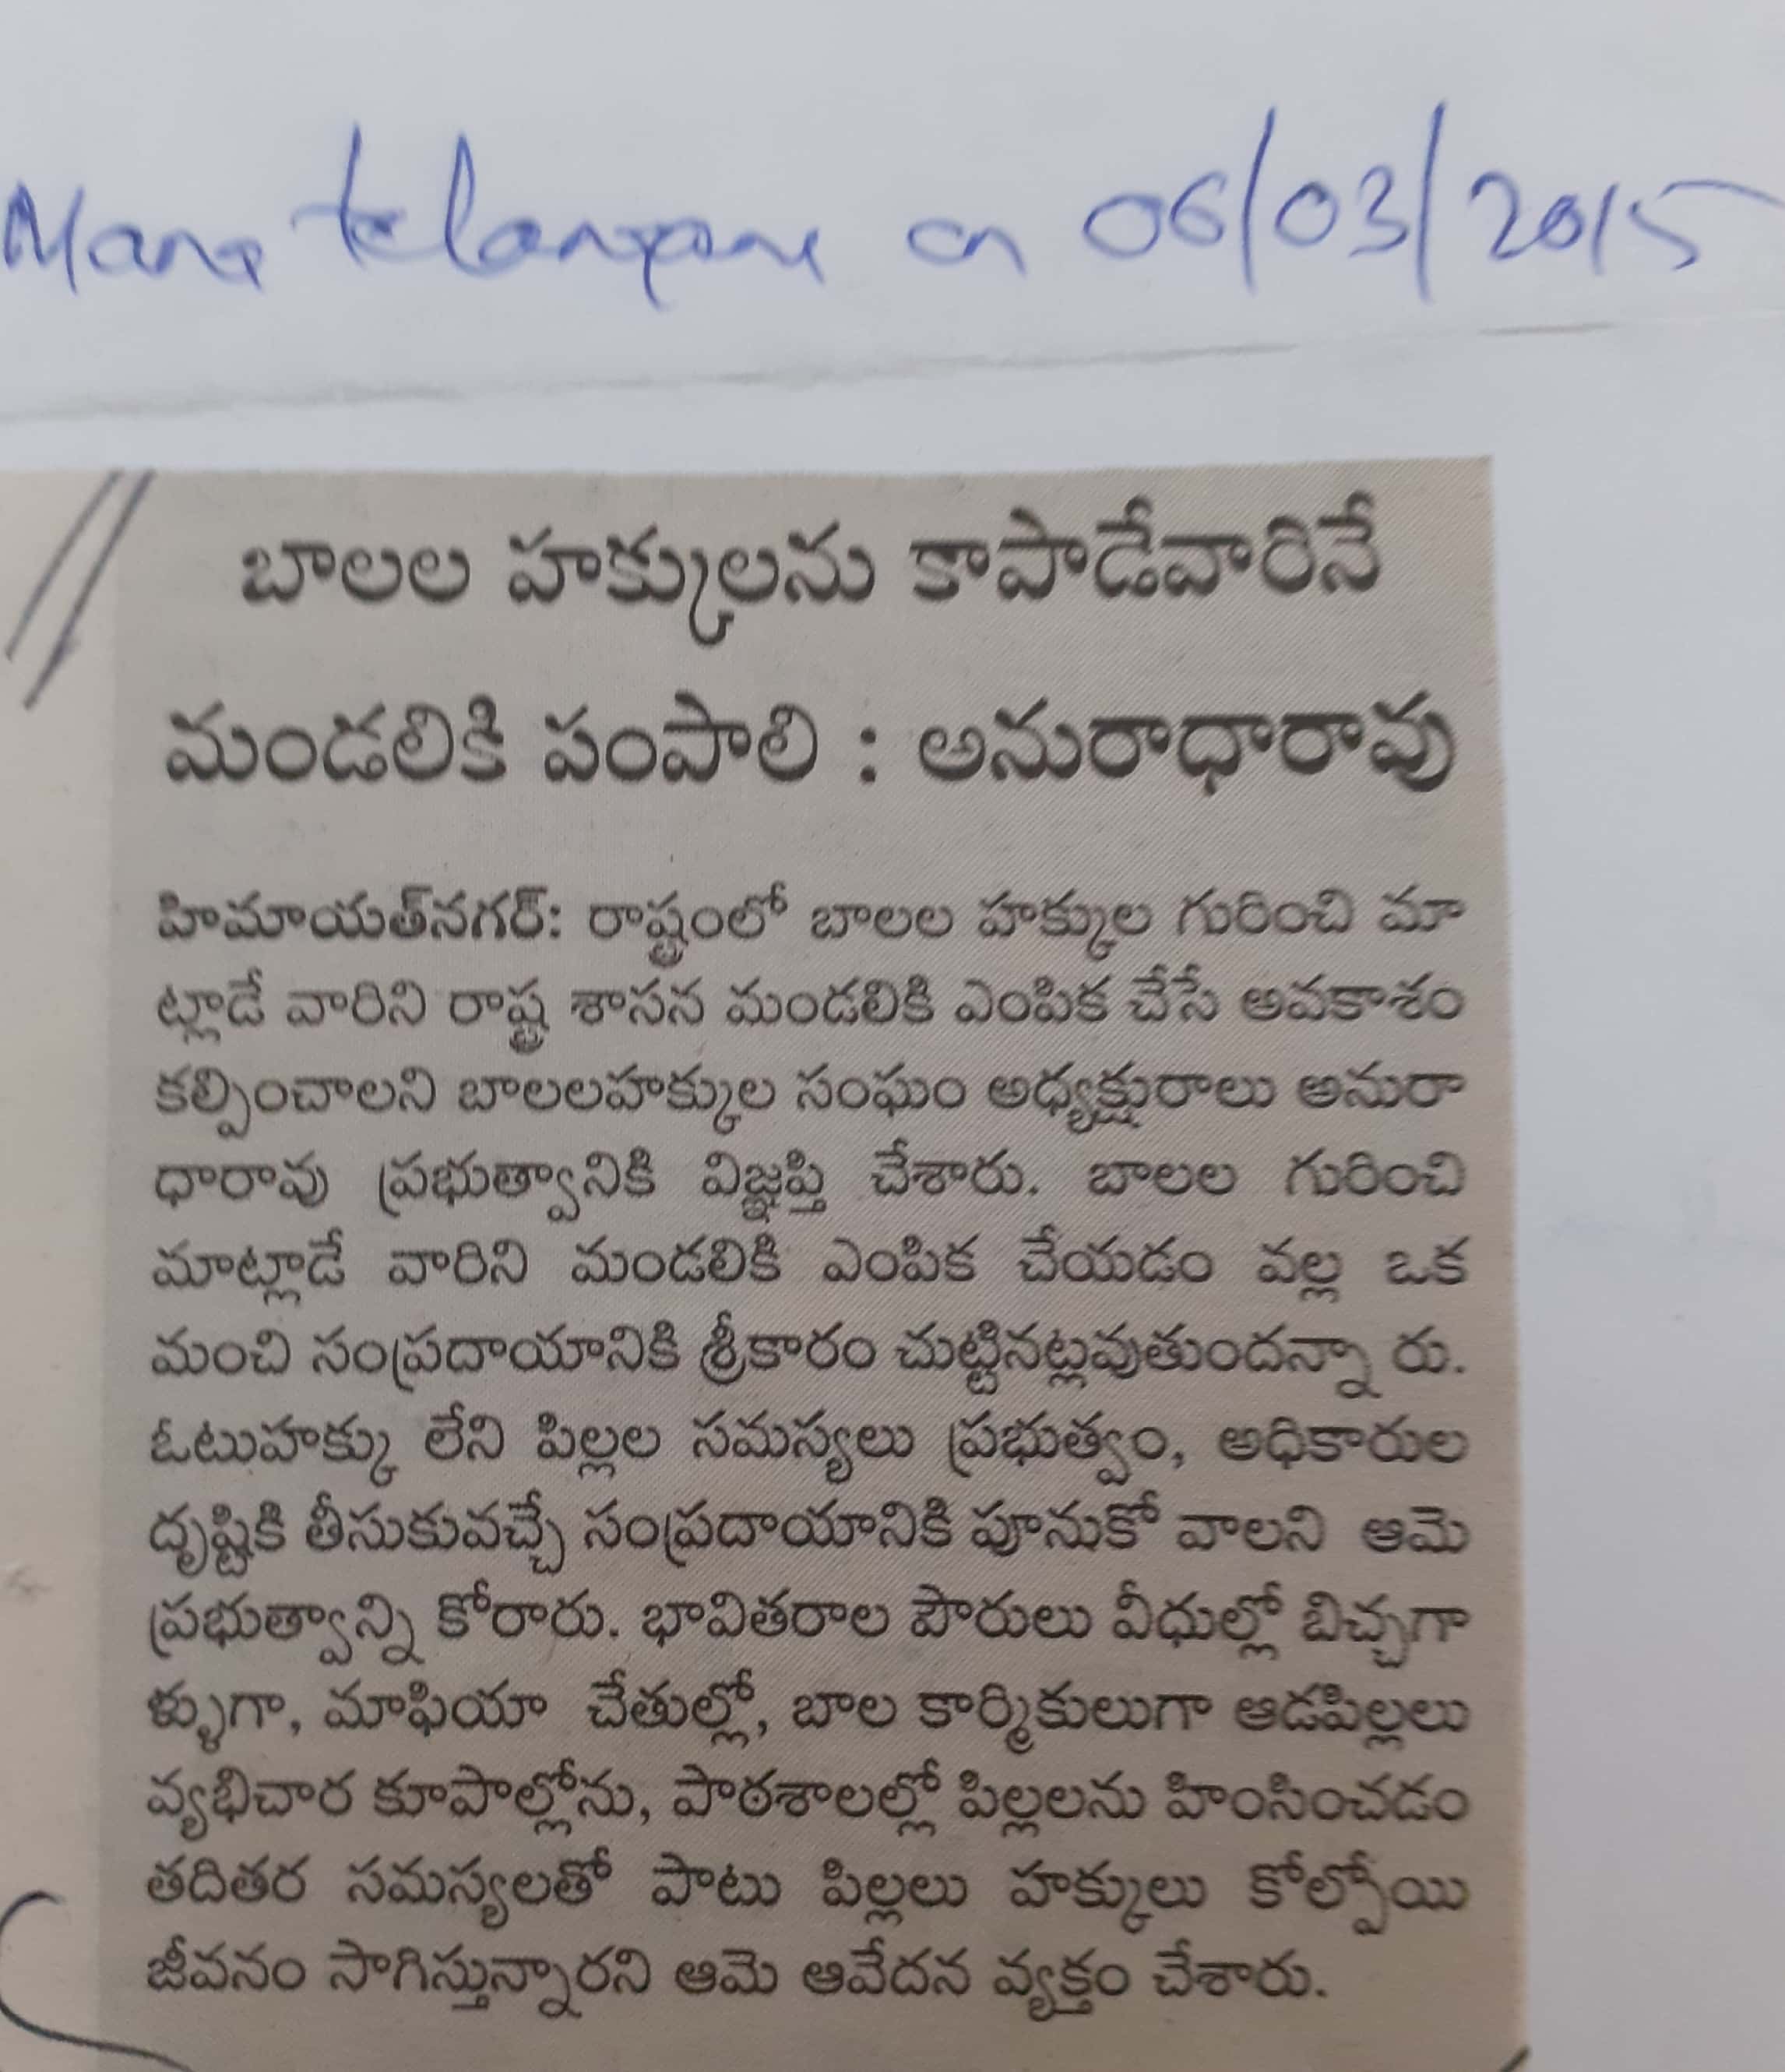 Mana telangana on 06/03/2015
బాలల హక్కులను కాపాడేవారినే
మండలికి పంపాలి : అనురాధారావు
హిమాయత్‌నగర్: రాష్ట్రంలో బాలల హక్కుల గురించి మా
ట్లాడే వారిని రాష్ట్ర శాసన మండలికి ఎంపిక చేసే అవకాశం
కల్పించాలని బాలలహక్కుల సంఘం అధ్యక్షురాలు అనురా
ధారావు ప్రభుత్వానికి విజ్ఞప్తి చేశారు. బాలల గురించి
మాట్లాడే వారిని మండలికి ఎంపిక చేయడం వల్ల ఒక
మంచి సంప్రదాయానికి శ్రీకారం చుట్టినట్లవుతుందన్నా రు.
ఓటుహక్కు లేని పిల్లల సమస్యలు ప్రభుత్వం, అధికారుల
దృష్టికి తీసుకువచ్చే సంప్రదాయానికి పూనుకో వాలని ఆమె
ప్రభుత్వాన్ని కోరారు. భావితరాల పౌరులు వీధుల్లో బిచ్చగా
ళ్ళుగా, మాఫియా చేతుల్లో, బాల కార్మికులుగా ఆడపిల్లలు
వ్యభిచార కూపాల్లోను, పాఠశాలల్లో పిల్లలను హింసించడం
తదితర సమస్యలతో పాటు పిల్లలు హక్కులు కోల్పోయి
జీవనం సాగిస్తున్నారని ఆమె ఆవేదన వ్యక్తం చేశారు.